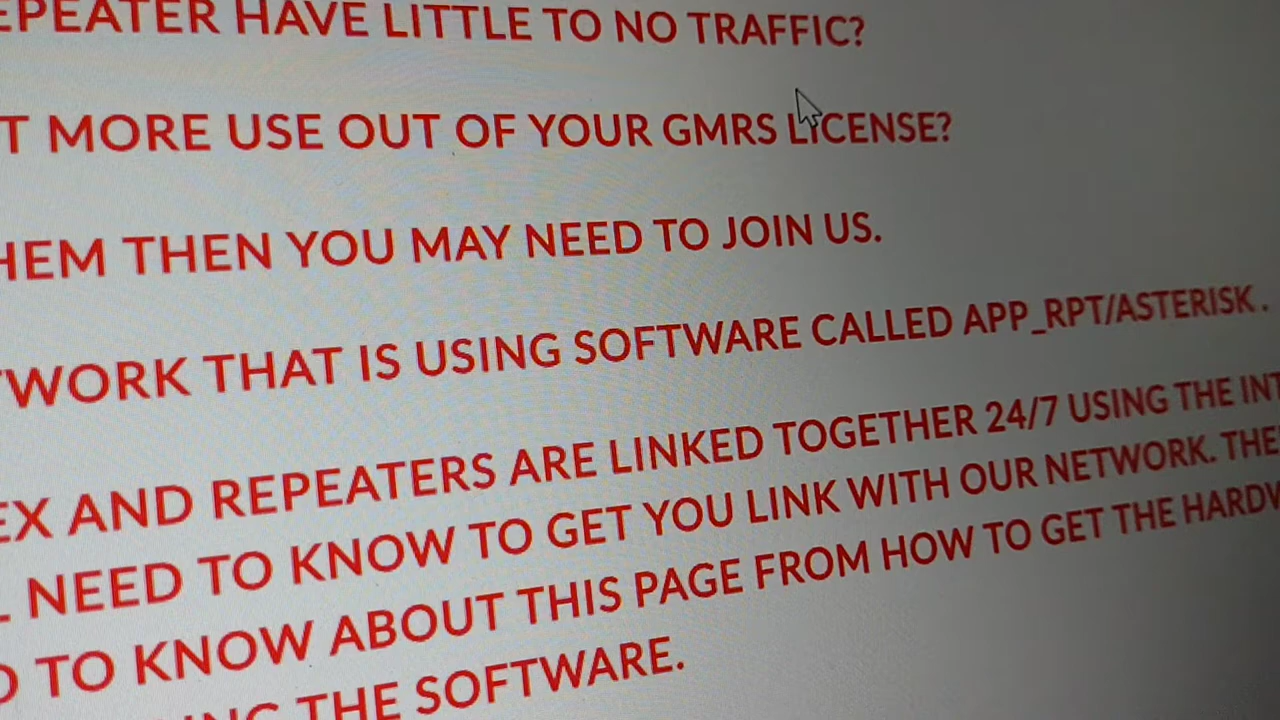 EPEATER HAVE LITTLE TO NO TRAFFIC?
T MORE USE OUT OF YOUR GMRS LICENSE?
HEM THEN YOU MAY NEED TO JOIN US.
WORK THAT IS USING SOFTWARE CALLED APP_RPT/ASTERISK.
EX AND REPEATERS ARE LINKED TOGETHER 24/7 USING THE INT
NEED TO KNOW TO GET YOU LINK WITH OUR NETWORK. THE
TO KNOW ABOUT THIS PAGE FROM HOW TO GET THE HARDW
THE SOFTWARE.